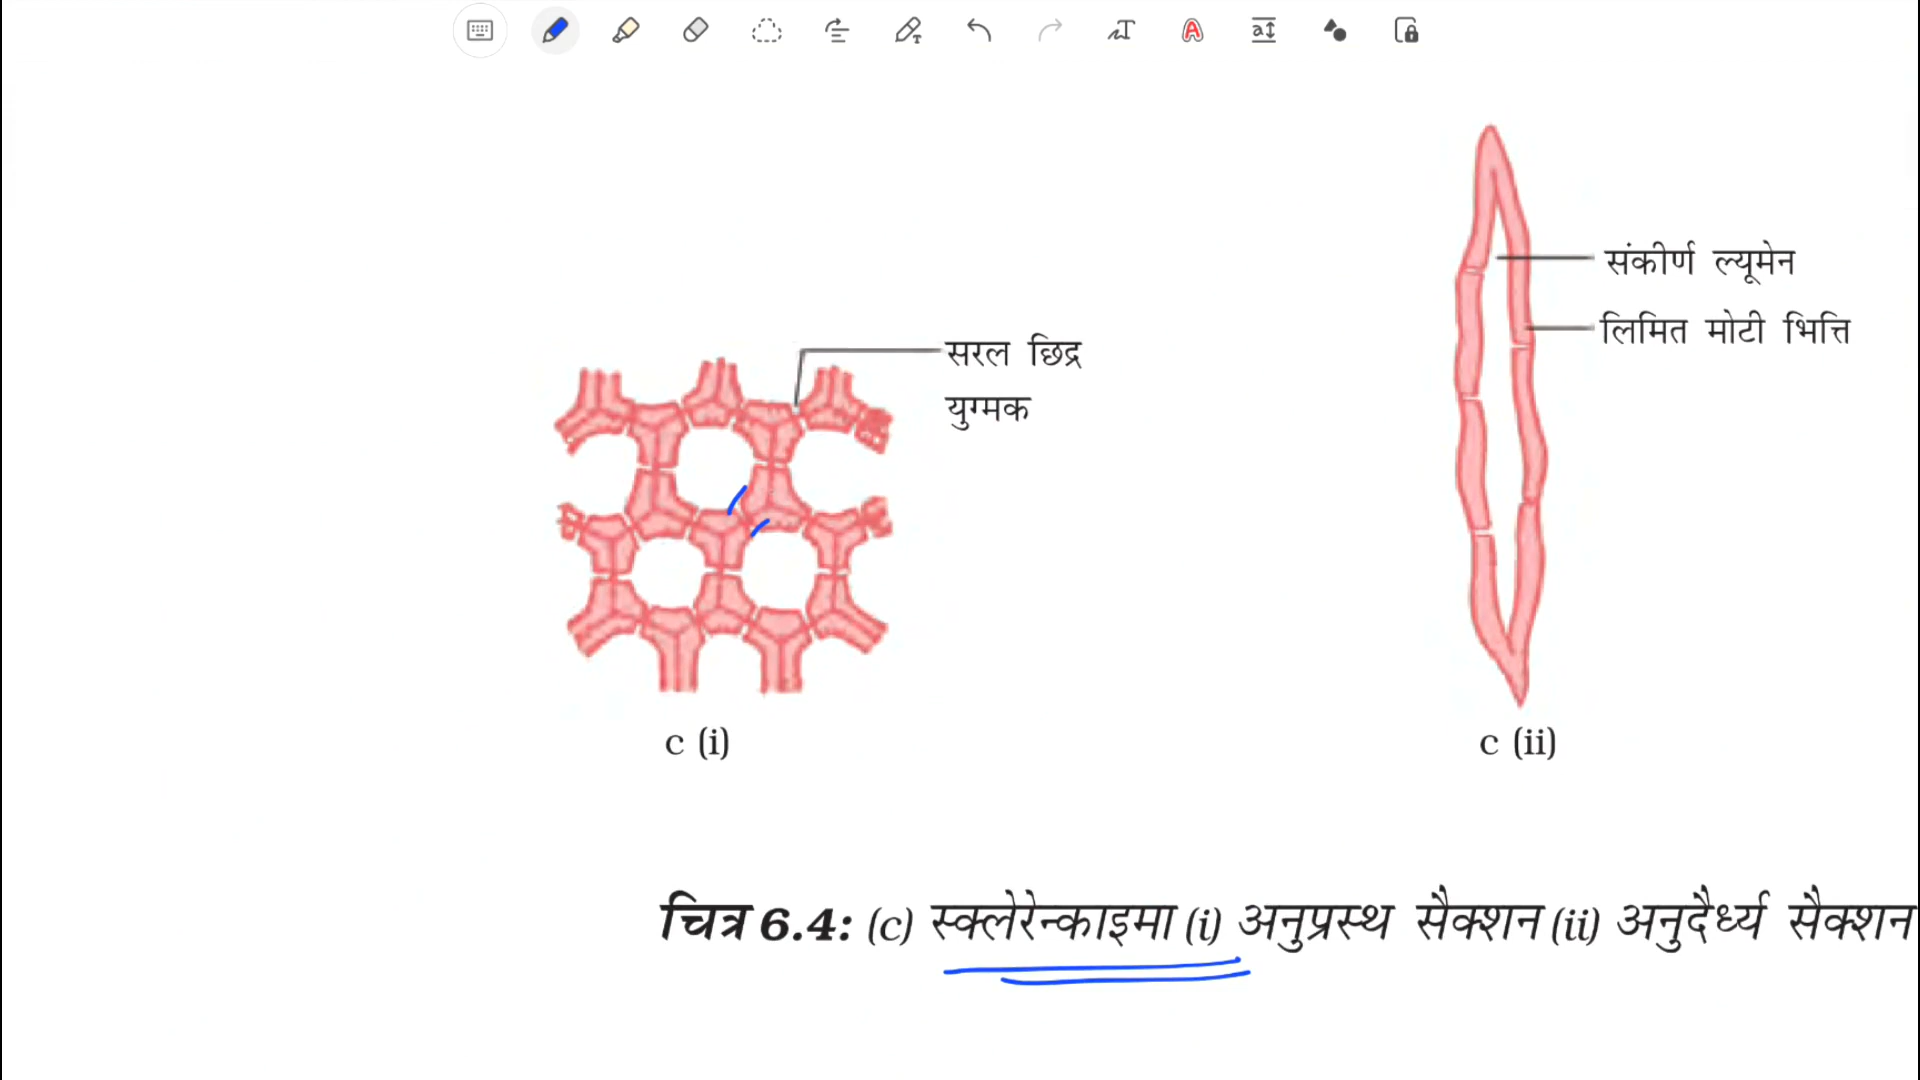 संकीर्ण ल्यूमेन
लिमित मोटी भित्ति
सरल छिद्र
युग्मक
c (i)
c (ii)
चित्र 6.4: (c) स्क्लेरेन्काइमा (i) अनुप्रस्थ सैक्शन (ii) अनुदैर्ध्य सैक्शन